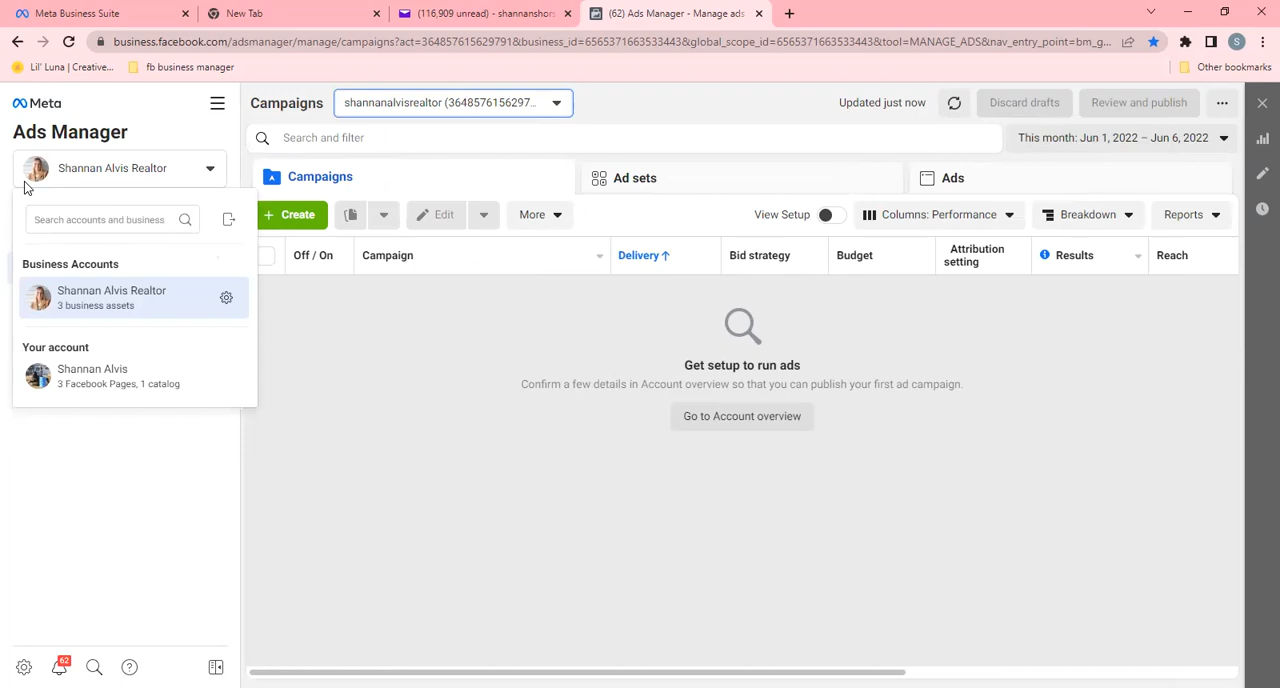 Meta Business Suite
New Tab
(116,909 unread) - shannanshor
(62) Ads Manager - Manage ads
business.facebook.com/adsmanager/manage/campaigns?act=364857615629791&business_id=6565371663533443&global_scope_id=6565371663533443&tool=MANAGE_ADS&nav_entry_point=bm_g...
S
Lil' Luna | Creative...
fb business manager
Other bookmarks
Meta
Ads Manager
Shannan Alvis Realtor
Search accounts and business
Business Accounts
Shannan Alvis Realtor
3 business assets
Your account
Shannan Alvis
3 Facebook Pages, 1 catalog
62
Campaigns
shannanalvisrealtor (3648576156297...
Updated just now
Discard drafts
Review and publish
Search and filter
This month: Jun 1, 2022 – Jun 6, 2022
Campaigns
Ad sets
Ads
+ Create
Edit
More
View Setup
Columns: Performance
Breakdown
Reports
Off / On
Campaign
Delivery ↑
Bid strategy
Budget
Attribution
setting
Results
Reach
Get setup to run ads
Confirm a few details in Account overview so that you can publish your first ad campaign.
Go to Account overview